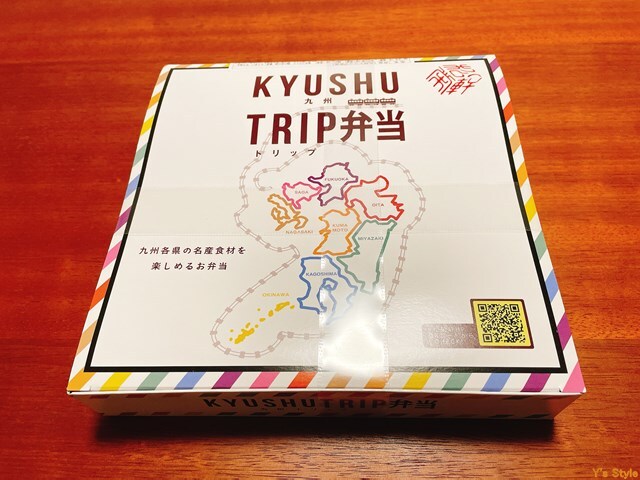 KYUSHU
九州
TRIP弁当
トリップ
FUKUOKA
SAGA
OITA
NAGASAKI
KUMA
MOTO
MIYAZAKI
九州各県の名産食材を
楽しめるお弁当
KAGOSHIMA
OKINAWA
KYUSHU TRIP弁当
Y's Style